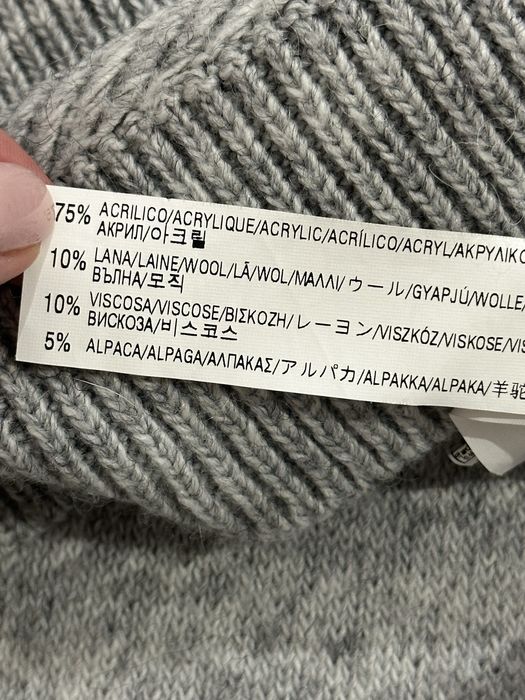 75% ACRILICO/ACRYLIQUE/ACRYLIC/ACRÍLICO/ACRYL/ΑΚΡΥΛΙΚΟ
АКРИЛ/아크릴
10% LANA/LAINE/WOOL/LÃ/WOL/ΜΑΛΛΙ/ウール/GYAPJÚ/WOLLE/
ВЪЛНА/모직
10% VISCOSA/VISCOSE/ΒΙΣΚΟΖΗ/レーヨン/VISZKÓZ/VISKOSE/VIS
ВИСКОЗА/비스코스
5% ALPACA/ALPAGA/ΑΛΠΑΚΑΣ/アルパカ/ALPAKKA/ALPAKA/羊驼